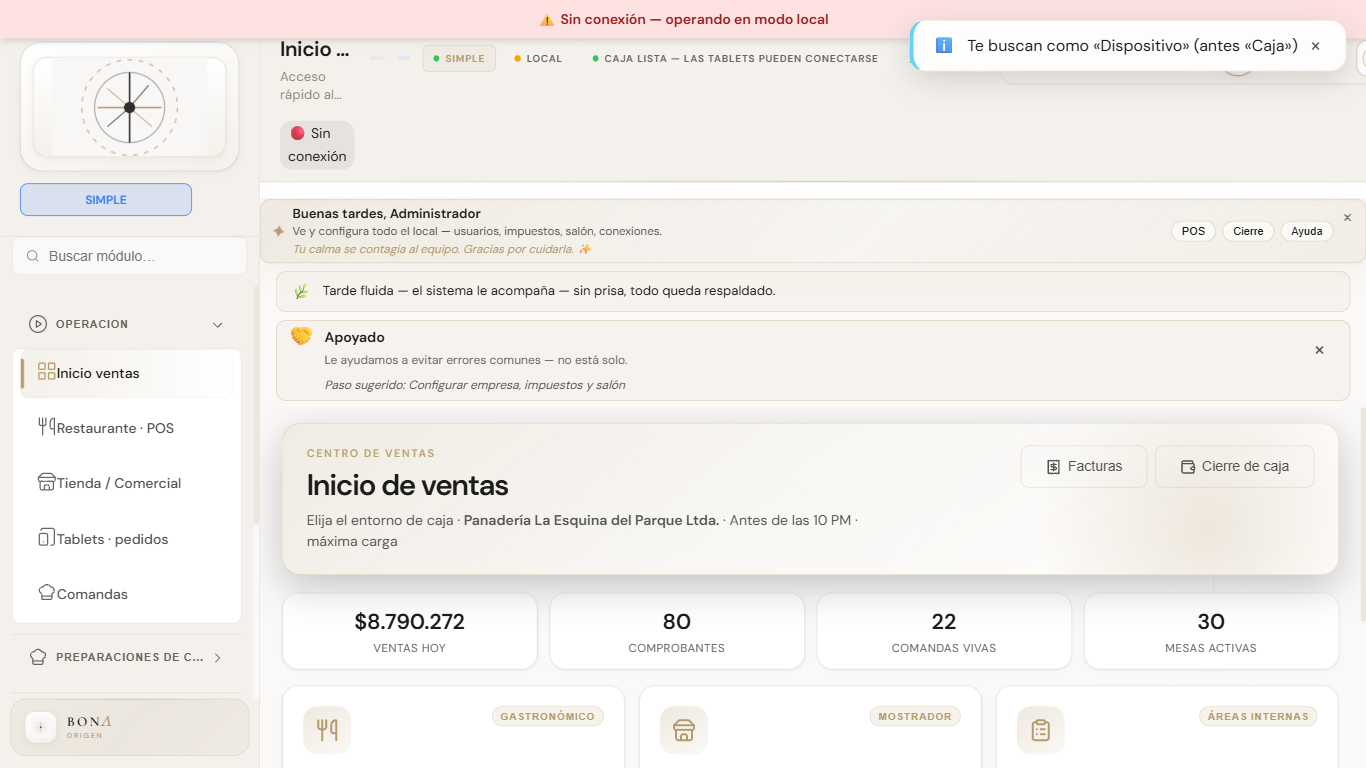 ⚠️ Sin conexión — operando en modo local
Te buscan como «Dispositivo» (antes «Caja») ×
Inicio ...
Acceso
rápido al...
SIMPLE
LOCAL
CAJA LISTA — LAS TABLETS PUEDEN CONECTARSE
Sin
conexión
SIMPLE
Buscar módulo...
OPERACION
Inicio ventas
Restaurante · POS
Tienda / Comercial
Tablets · pedidos
Comandas
PREPARACIONES DE C...
BONA
ORIGEN
Buenas tardes, Administrador
Ve y configura todo el local — usuarios, impuestos, salón, conexiones.
Tu calma se contagia al equipo. Gracias por cuidarla. ✨
POS
Cierre
Ayuda
×
Tarde fluida — el sistema le acompaña — sin prisa, todo queda respaldado.
Apoyado
Le ayudamos a evitar errores comunes — no está solo.
Paso sugerido: Configurar empresa, impuestos y salón
×
CENTRO DE VENTAS
Inicio de ventas
Elija el entorno de caja · Panadería La Esquina del Parque Ltda. · Antes de las 10 PM ·
máxima carga
Facturas
Cierre de caja
$8.790.272
VENTAS HOY
80
COMPROBANTES
22
COMANDAS VIVAS
30
MESAS ACTIVAS
GASTRONÓMICO
MOSTRADOR
ÁREAS INTERNAS